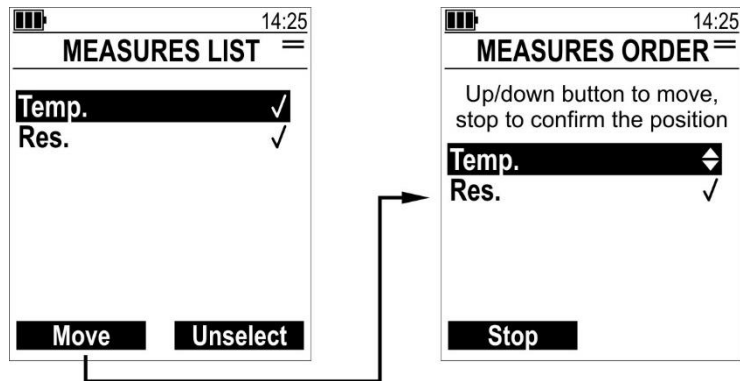 14:25
MEASURES LIST
Temp. √
Res. √
Move Unselect
14:25
MEASURES ORDER
Up/down button to move,
stop to confirm the position
Temp.
Res. √
Stop